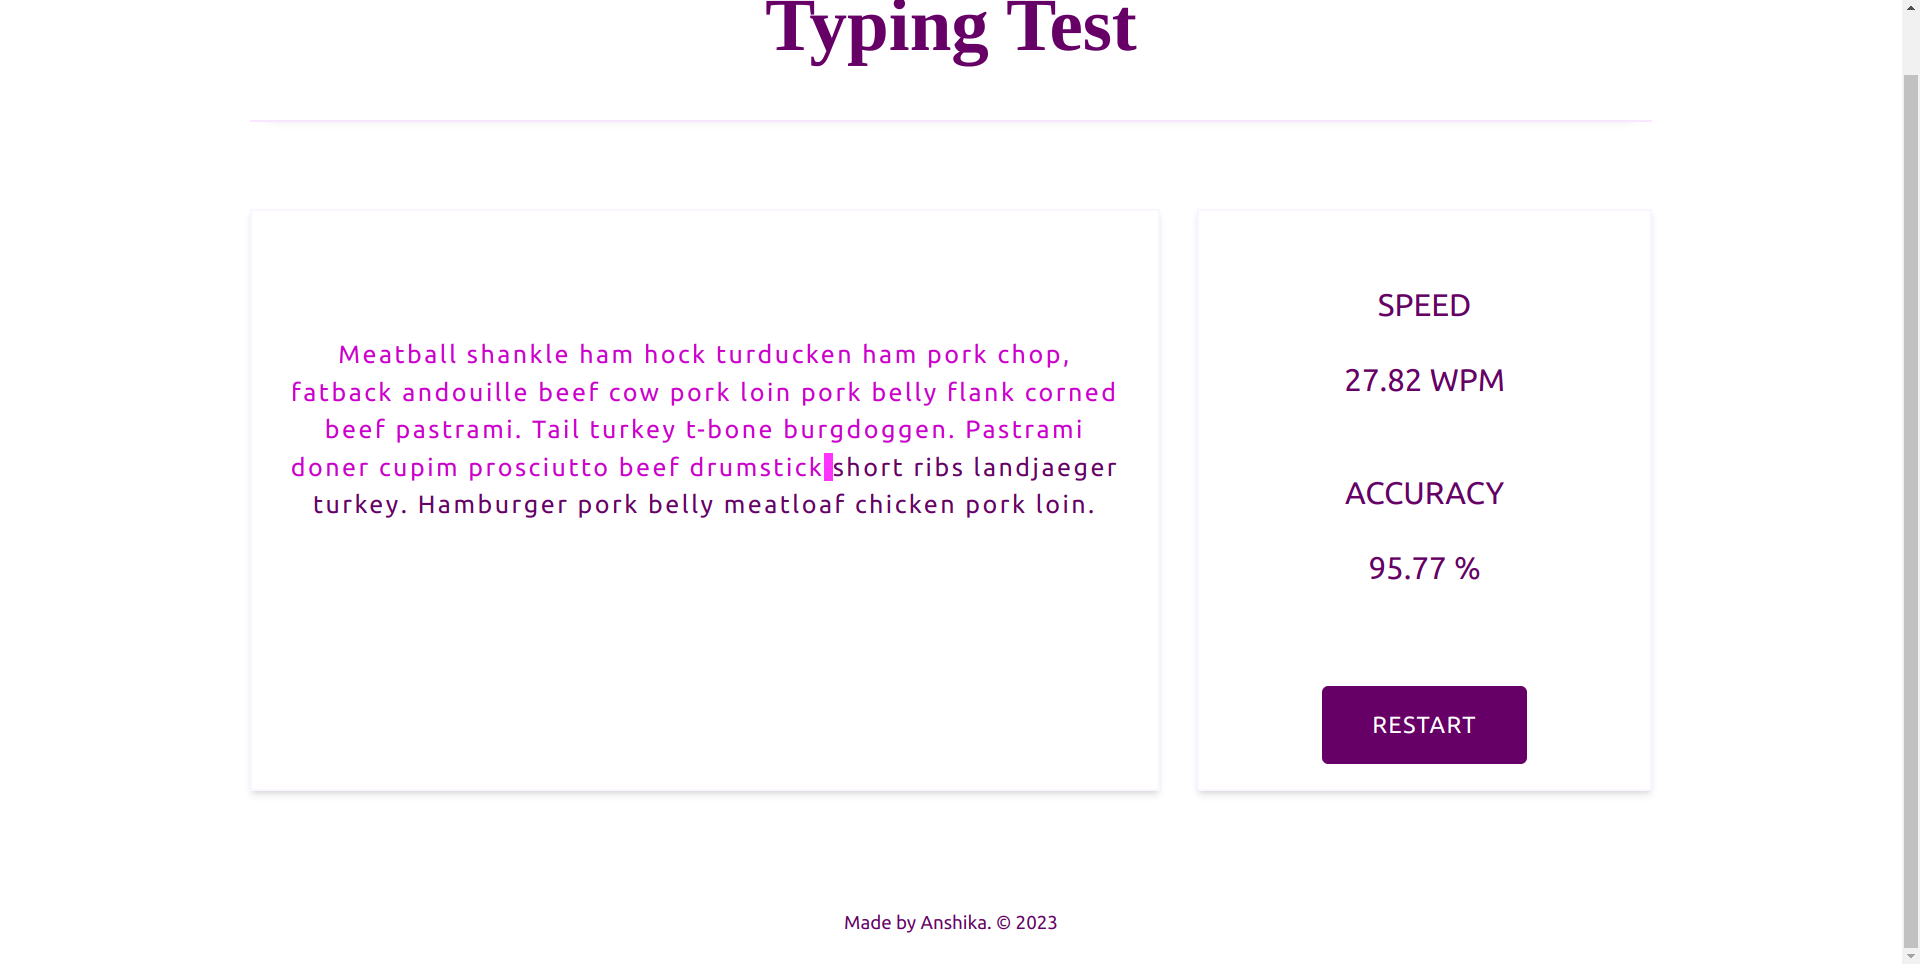 Typing Test
Meatball shankle ham hock turducken ham pork chop,
fatback andouille beef cow pork loin pork belly flank corned
beef pastrami. Tail turkey t-bone burgdoggen. Pastrami
doner cupim prosciutto beef drumstick short ribs landjaeger
turkey. Hamburger pork belly meatloaf chicken pork loin.
SPEED
27.82 WPM
ACCURACY
95.77 %
RESTART
Made by Anshika. © 2023